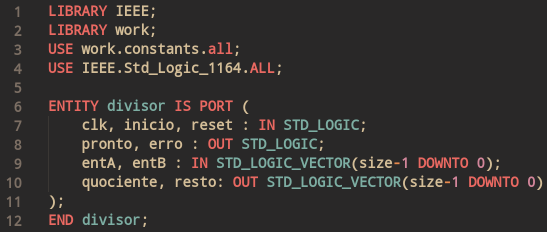 1 LIBRARY IEEE;
2 LIBRARY work;
3 USE work.constants.all;
4 USE IEEE.Std_Logic_1164.ALL;
5
6 ENTITY divisor IS PORT (
7     clk, inicio, reset : IN STD_LOGIC;
8     pronto, erro : OUT STD_LOGIC;
9     entA, entB : IN STD_LOGIC_VECTOR(size-1 DOWNTO 0);
10     quociente, resto: OUT STD_LOGIC_VECTOR(size-1 DOWNTO 0)
11 );
12 END divisor;